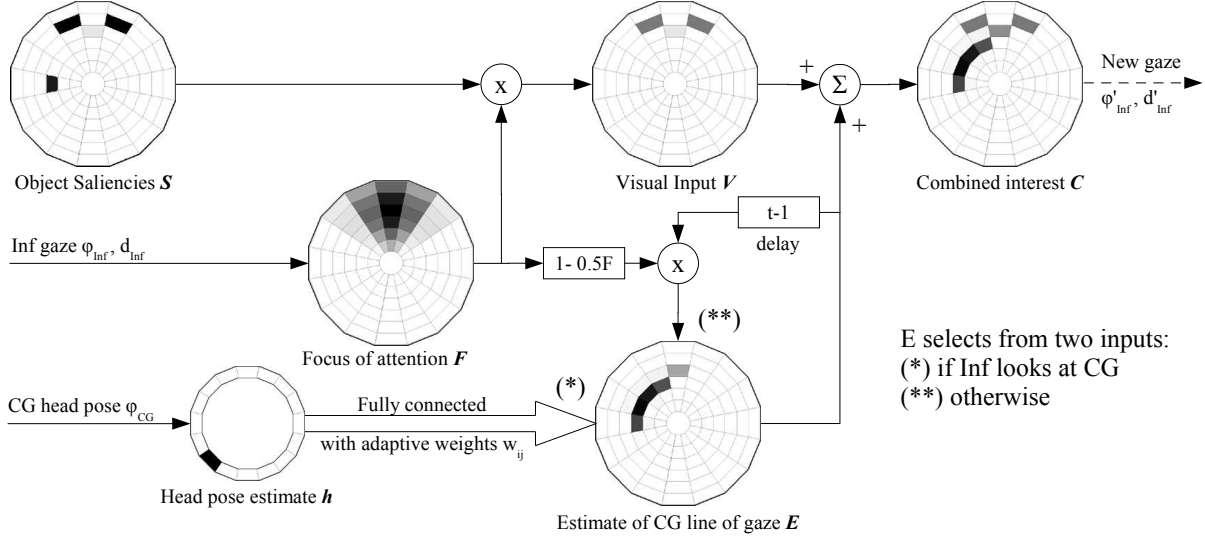 x
+
Σ
+
New gaze
φ'Inf, d'Inf
Object Saliencies S
Visual Input V
Combined interest C
t-1
delay
Inf gaze φInf, dInf
1- 0.5F
x
Focus of attention F
(**)
E selects from two inputs:
(*) if Inf looks at CG
(**) otherwise
CG head pose φCG
Fully connected
with adaptive weights wij
(*)
Head pose estimate h
Estimate of CG line of gaze E